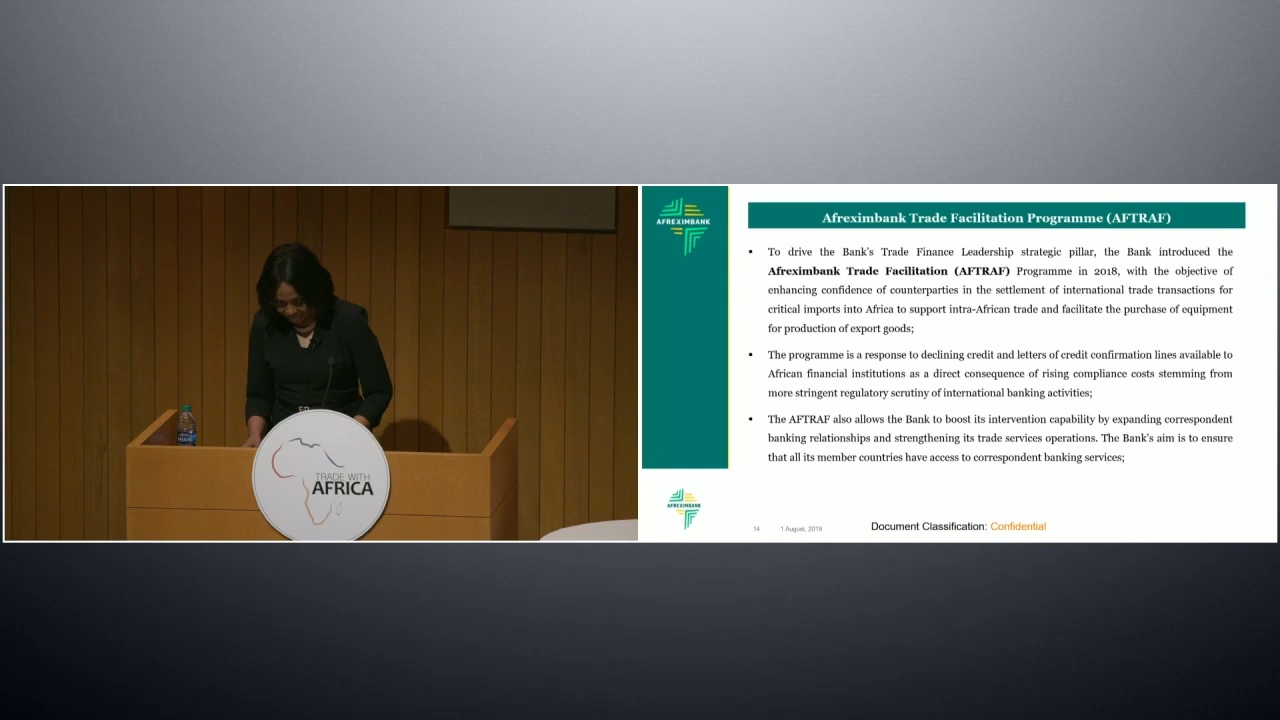 TRADE WITH
AFRICA
AFREXIMBANK
Afreximbank Trade Facilitation Programme (AFTRAF)
▪ To drive the Bank's Trade Finance Leadership strategic pillar, the Bank introduced the
Afreximbank Trade Facilitation (AFTRAF) Programme in 2018, with the objective of
enhancing confidence of counterparties in the settlement of international trade transactions for
critical imports into Africa to support intra-African trade and facilitate the purchase of equipment
for production of export goods;
▪ The programme is a response to declining credit and letters of credit confirmation lines available to
African financial institutions as a direct consequence of rising compliance costs stemming from
more stringent regulatory scrutiny of international banking activities;
▪ The AFTRAF also allows the Bank to boost its intervention capability by expanding correspondent
banking relationships and strengthening its trade services operations. The Bank's aim is to ensure
that all its member countries have access to correspondent banking services;
AFREXIMBANK
14 1 August, 2019 Document Classification: Confidential